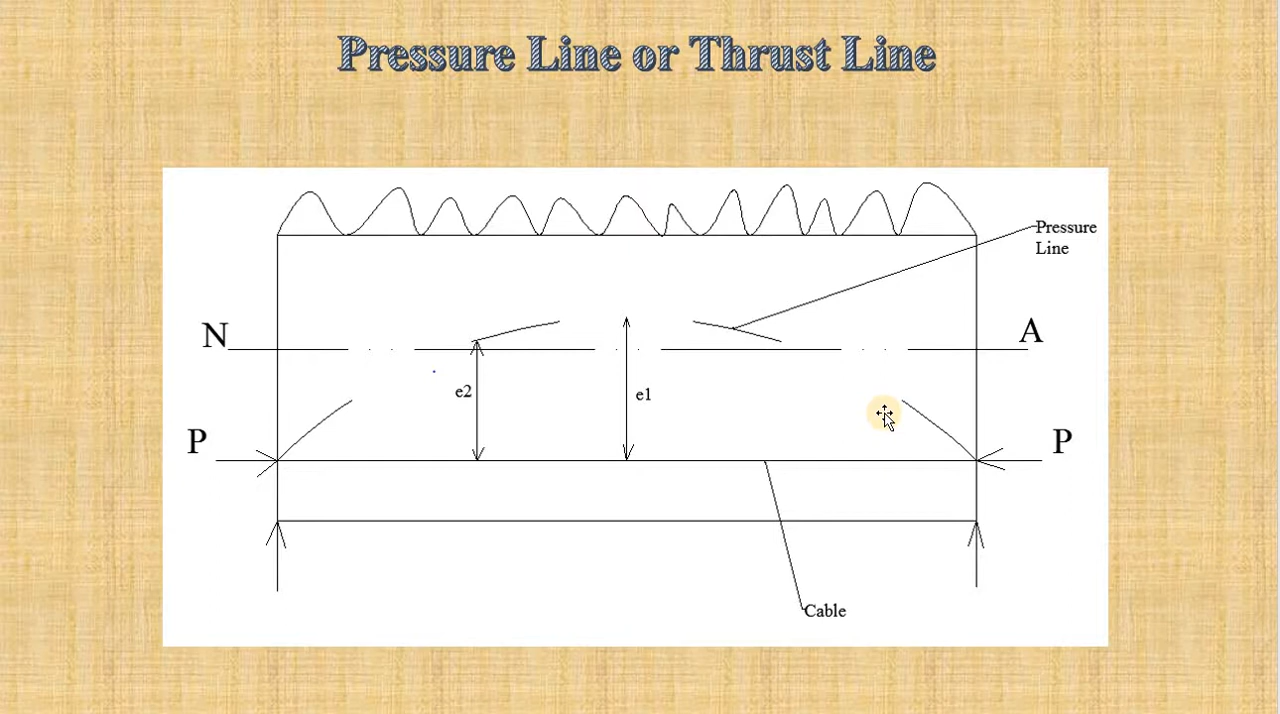 Pressure Line or Thrust Line
Pressure
Line
N
A
e2
e1
P
P
Cable